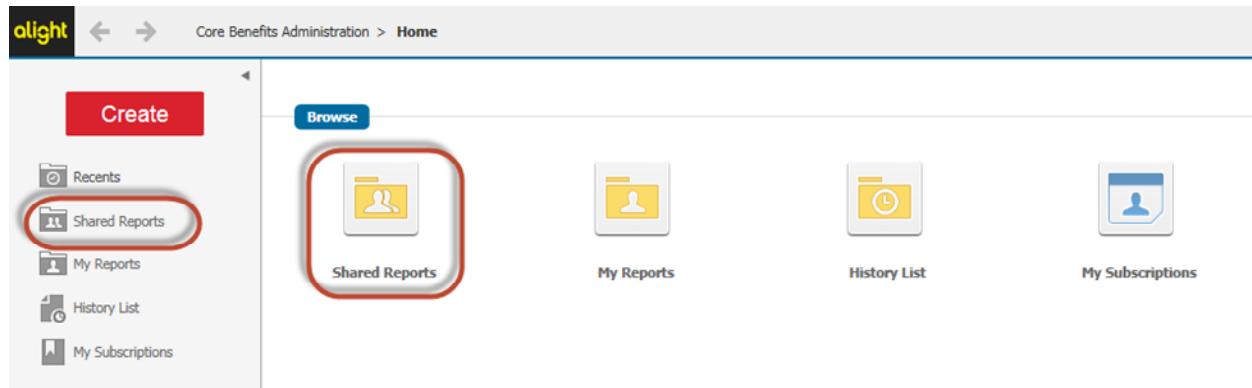 alight
Core Benefits Administration > Home
Create
Recents
Shared Reports
My Reports
History List
My Subscriptions
Browse
Shared Reports
My Reports
History List
My Subscriptions